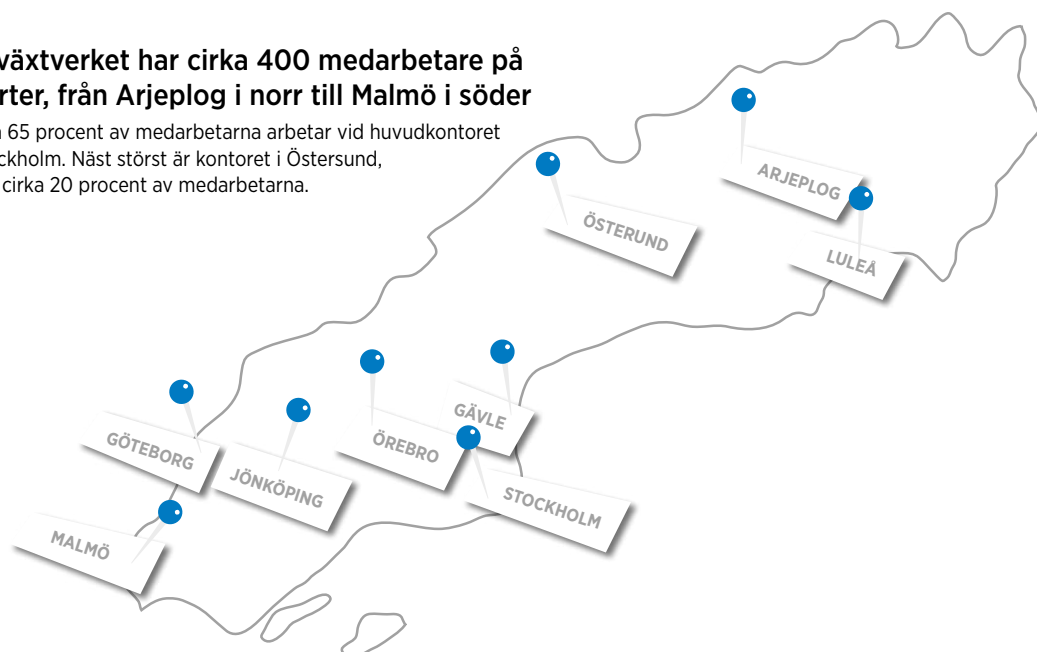 växtverket har cirka 400 medarbetare på
rter, från Arjeplog i norr till Malmö i söder
65 procent av medarbetarna arbetar vid huvudkontoret
ckholm. Näst störst är kontoret i Östersund,
cirka 20 procent av medarbetarna.
ARJEPLOG
ÖSTERUND
LULEÅ
GÄVLE
GÖTEBORG
ÖREBRO
JÖNKÖPING
STOCKHOLM
MALMÖ